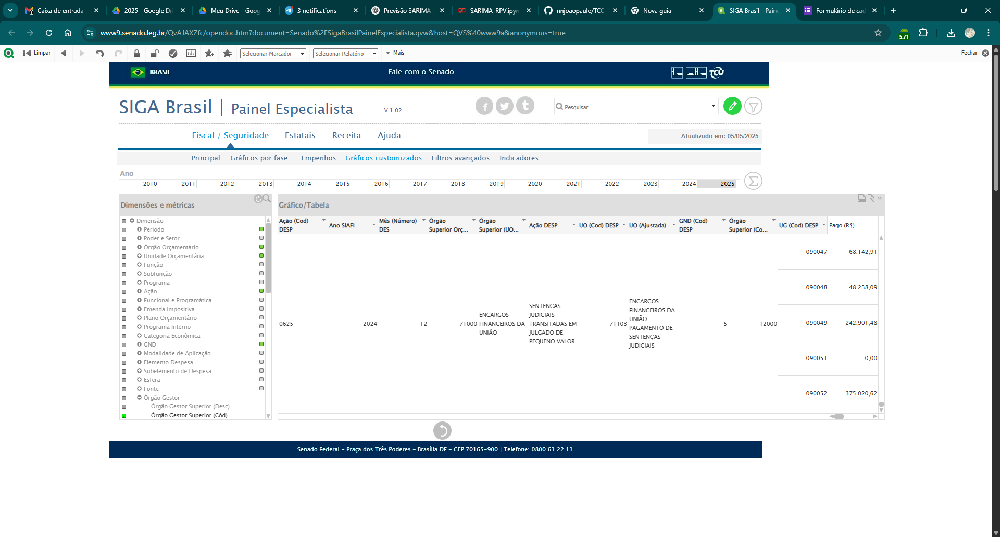 Caixa de entrada -
2025 - Google Dri
Meu Drive - Goog
3 notifications
Previsão SARIMA
SARIMA_RPV.ipyn
nnjoaopaulo/TCC-
Nova guia
SIGA Brasil - Pain
Formulário de cad
www9.senado.leg.br/QvAJAXZfc/opendoc.htm?document=Senado%2FSigaBrasilPainelEspecialista.qvw&host=QVS%40www9a&anonymous=true
5,71
Limpar
Selecionar Marcador
Selecionar Relatório
Mais
Fechar
BRASIL
Fale com o Senado
TCU
SIGA Brasil | Painel Especialista
V 1.02
Pesquisar
Fiscal / Seguridade
Estatais
Receita
Ajuda
Atualizado em: 05/05/2025
Principal
Gráficos por fase
Empenhos
Gráficos customizados
Filtros avançados
Indicadores
Ano
2010 2011 2012 2013 2014 2015 2016 2017 2018 2019 2020 2021 2022 2023 2024 2025
Dimensões e métricas
Dimensão
Período
Poder e Setor
Órgão Orçamentário
Unidade Orçamentária
Função
Subfunção
Programa
Ação
Funcional e Programática
Emenda Impositiva
Plano Orçamentário
Programa Interno
Categoria Econômica
GND
Modalidade de Aplicação
Elemento Despesa
Subelemento de Despesa
Esfera
Fonte
Órgão Gestor
Órgão Gestor Superior (Desc)
Órgão Gestor Superior (Cód)
Gráfico/Tabela
Ação (Cod)
DESP
Ano SIAFI
Mês (Número)
DES
Órgão
Superior Orç...
Órgão
Superior (UO...
Ação DESP
UO (Cod) DESP
UO (Ajustada)
GND (Cod)
DESP
Órgão
Superior (Co...
UG (Cod) DESP
Pago (R$)
0625
2024
12
71000
ENCARGOS
FINANCEIROS DA
UNIÃO
SENTENCAS
JUDICIAIS
TRANSITADAS EM
JULGADO DE
PEQUENO VALOR
71103
ENCARGOS
FINANCEIROS DA
UNIÃO -
PAGAMENTO DE
SENTENÇAS
JUDICIAIS
5
12000
090047 68.142,91
090048 48.238,09
090049 242.901,48
090051 0,00
090052 375.020,62
Senado Federal - Praça dos Três Poderes - Brasília DF - CEP 70165-900 | Telefone: 0800 61 22 11